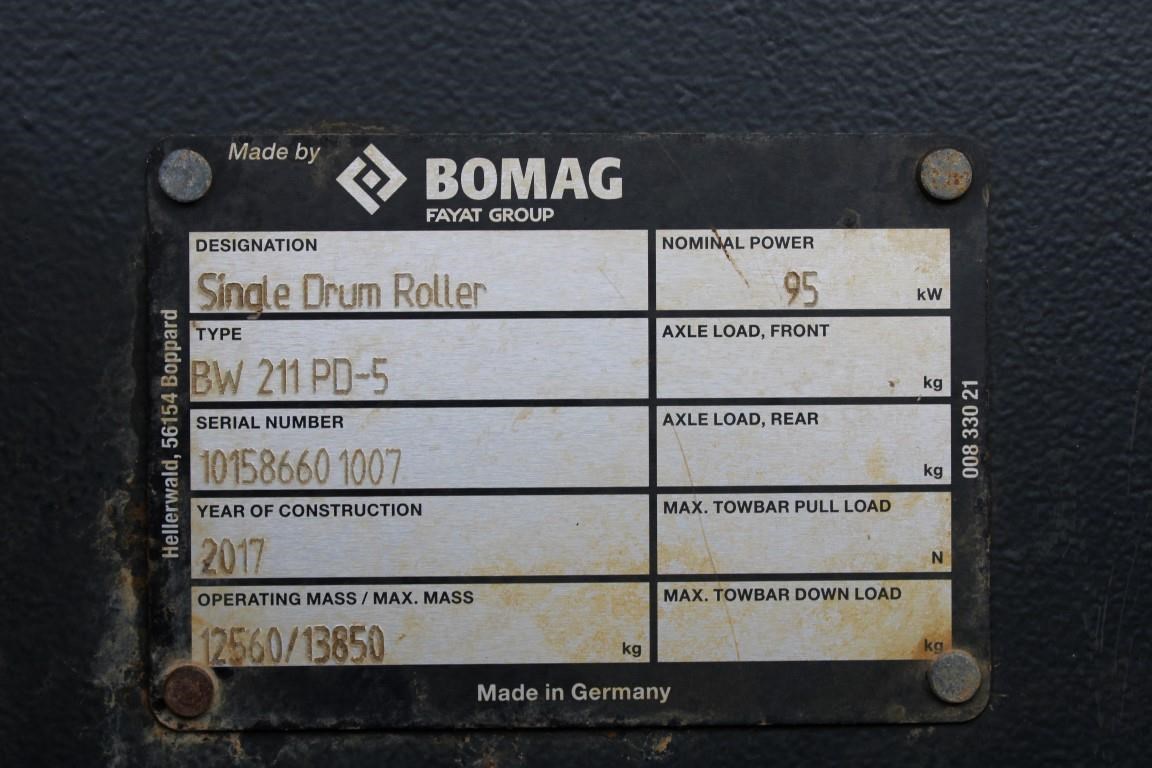 Made by
BOMAG
FAYAT GROUP
DESIGNATION
Single Drum Roller
NOMINAL POWER
95 kW
TYPE
BW 211 PD-5
AXLE LOAD, FRONT
kg
SERIAL NUMBER
10158660 1007
AXLE LOAD, REAR
kg
YEAR OF CONSTRUCTION
2017
MAX. TOWBAR PULL LOAD
N
OPERATING MASS / MAX. MASS
12560/13850 kg
MAX. TOWBAR DOWN LOAD
kg
Made in Germany
Hellerwald, 56154 Boppard
008 330 21